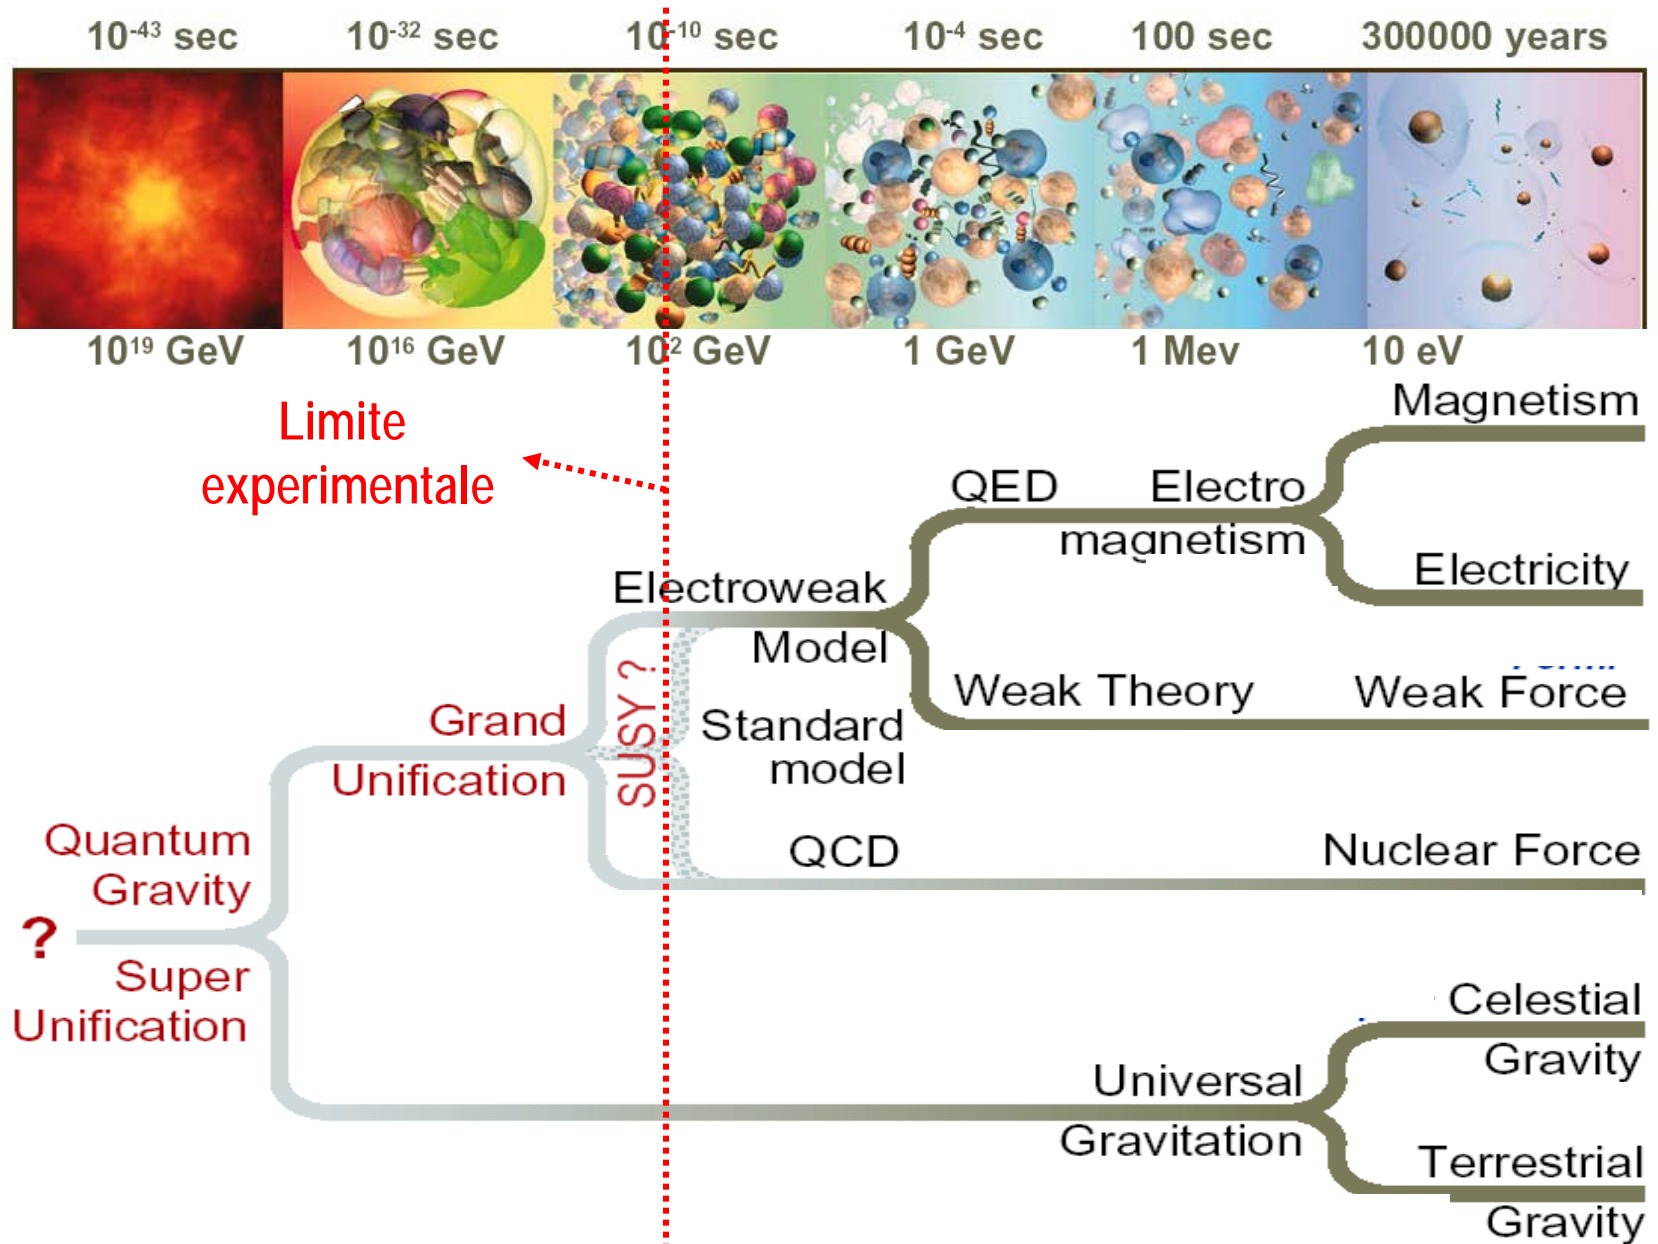 10-43 sec 10-32 sec 10-10 sec 10-4 sec 100 sec 300000 years
1019 GeV 1016 GeV 102 GeV 1 GeV 1 Mev 10 eV
Limite
experimentale
Magnetism
QED Electro
magnetism
Electricity
Electroweak
Model
Weak Theory Weak Force
SUSY ?
Grand
Unification
Standard
model
QCD Nuclear Force
Quantum
Gravity
?
Super
Unification
Celestial
Gravity
Universal
Gravitation
Terrestrial
Gravity